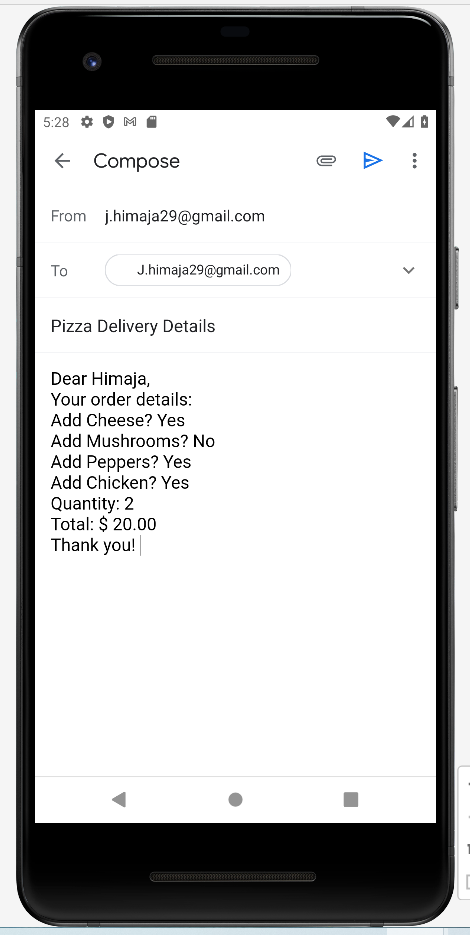 5:28
Compose
From j.himaja29@gmail.com
To J.himaja29@gmail.com
Pizza Delivery Details
Dear Himaja,
Your order details:
Add Cheese? Yes
Add Mushrooms? No
Add Peppers? Yes
Add Chicken? Yes
Quantity: 2
Total: $ 20.00
Thank you!